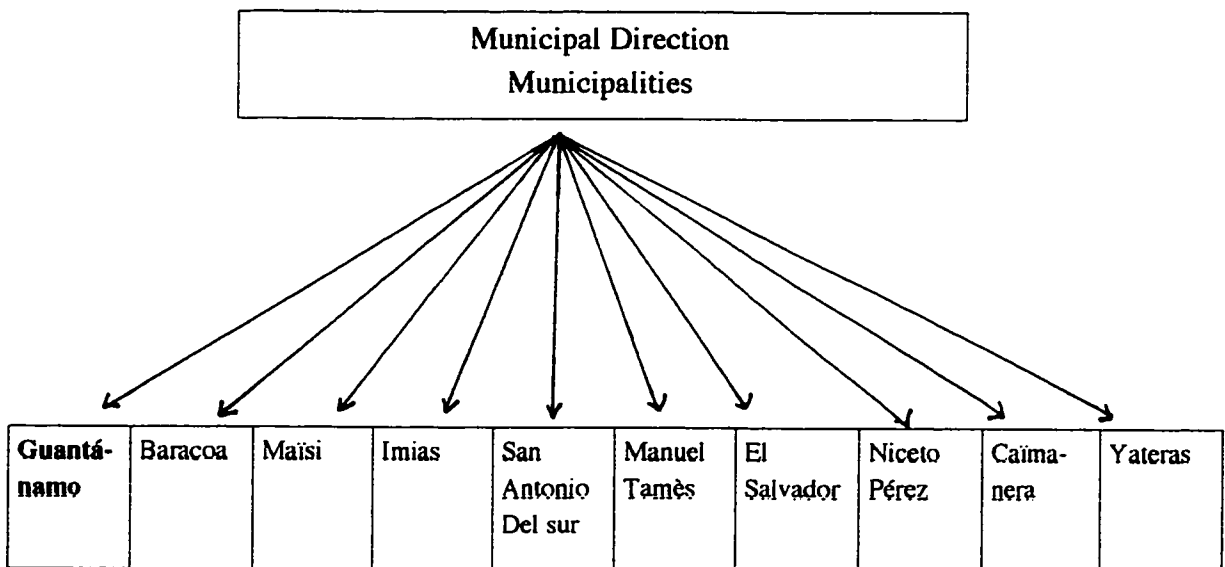 Municipal Direction
Municipalities
Guantá-
namo
Baracoa
Maïsi
Imias
San
Antonio
Del sur
Manuel
Tamès
El
Salvador
Niceto
Pérez
Caïma-
nera
Yateras